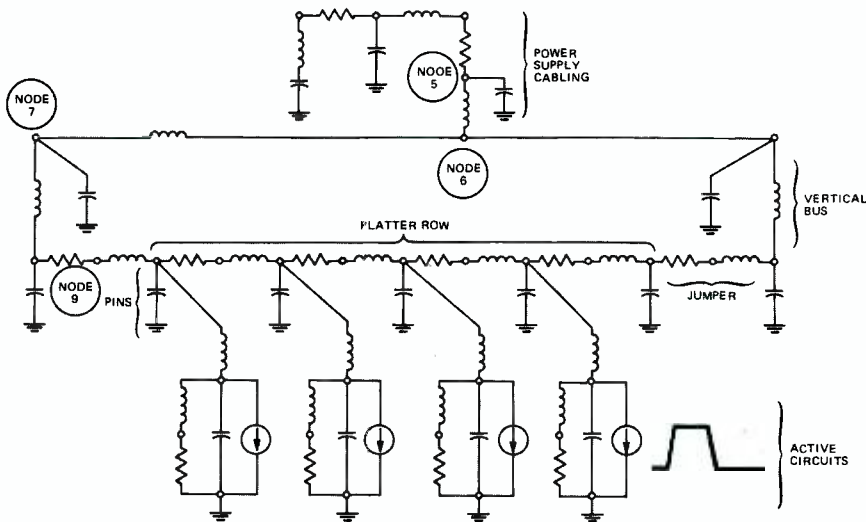 POWER
SUPPLY
CABLING
NOOE
5
NODE
7
NODE
6
VERTICAL
BUS
PLATTER ROW
NODE
9
PINS
JUMPER
ACTIVE
CIRCUITS